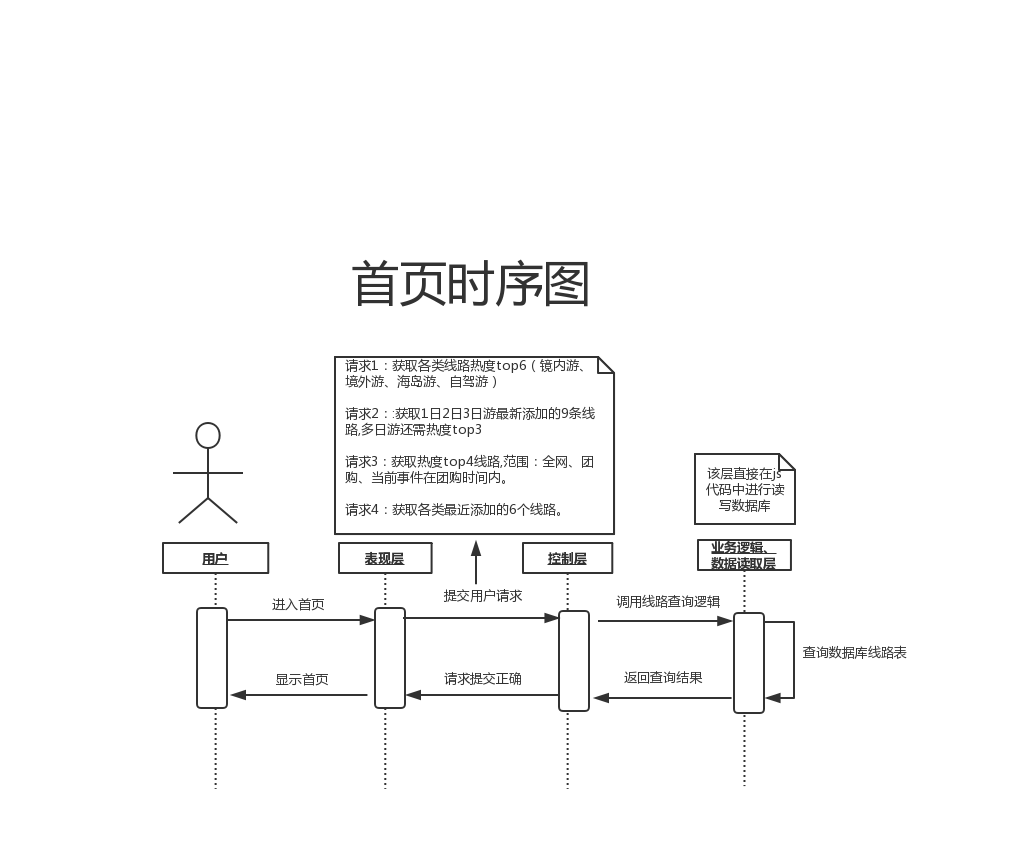 首页时序图
请求1：获取各类线路热度top6（镜内游、
境外游、海岛游、自驾游）
请求2：:获取1日2日3日游最新添加的9条线
路,多日游还需热度top3
请求3：获取热度top4线路,范围：全网、团
购、当前事件在团购时间内。
请求4：获取各类最近添加的6个线路。
该层直接在js
代码中进行读
写数据库
用户
表现层
控制层
业务逻辑、
数据读取层
进入首页
提交用户请求
调用线路查询逻辑
查询数据库线路表
显示首页
请求提交正确
返回查询结果